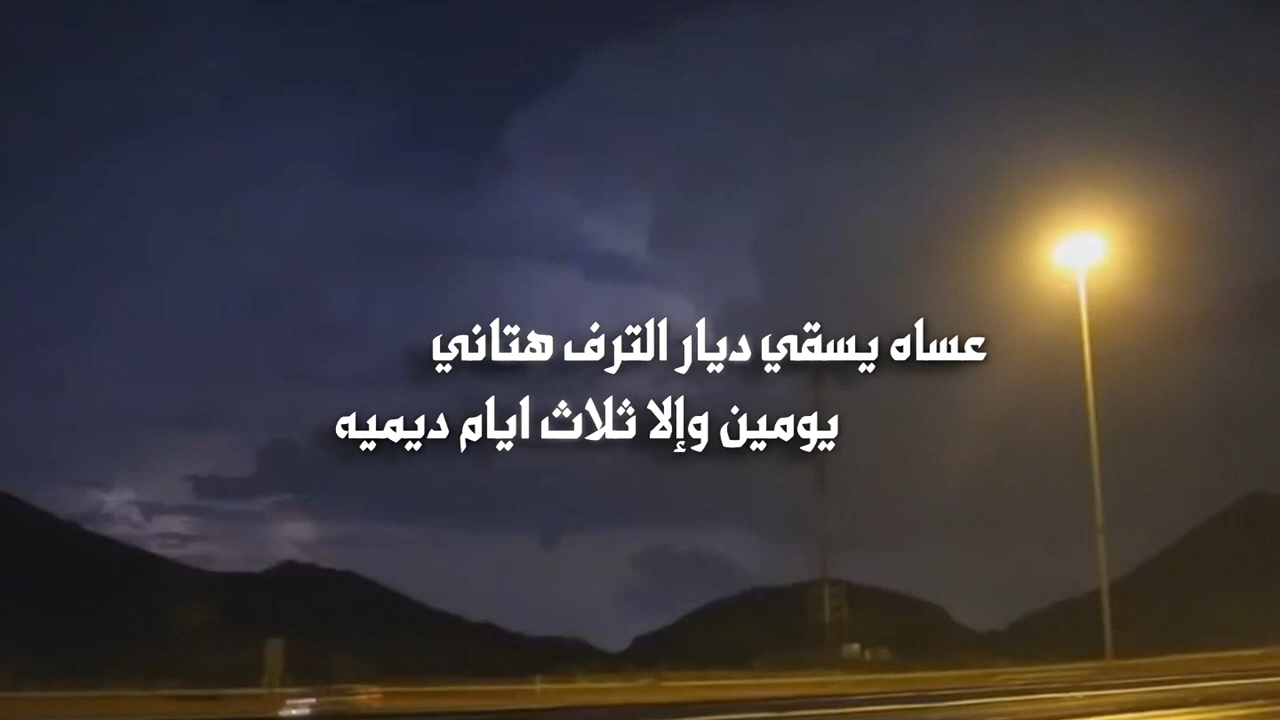 عساه يسقي ديار الترف هتاني
يومين وإلا ثلاث ايام ديميه